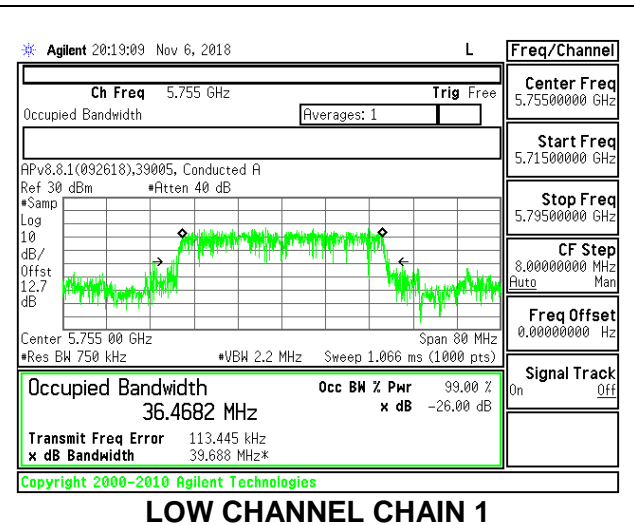 Agilent 20:19:09 Nov 6, 2018 L Freq/Channel
Ch Freq 5.755 GHz Trig Free
Occupied Bandwidth Averages: 1
Center Freq
5.75500000 GHz
Start Freq
5.71500000 GHz
APv8.8.1(092618),39005, Conducted A
Ref 30 dBm #Atten 40 dB
#Samp
Log
10
dB/
Offst
12.7
dB
Stop Freq
5.79500000 GHz
CF Step
8.00000000 MHz
Auto Man
Freq Offset
0.00000000 Hz
Center 5.755 00 GHz Span 80 MHz
#Res BW 750 kHz #VBW 2.2 MHz Sweep 1.066 ms (1000 pts)
Signal Track
On Off
Occupied Bandwidth Occ BW % Pwr 99.00 %
36.4682 MHz x dB -26.00 dB
Transmit Freq Error 113.445 kHz
x dB Bandwidth 39.688 MHz*
Copyright 2000-2010 Agilent Technologies
LOW CHANNEL CHAIN 1